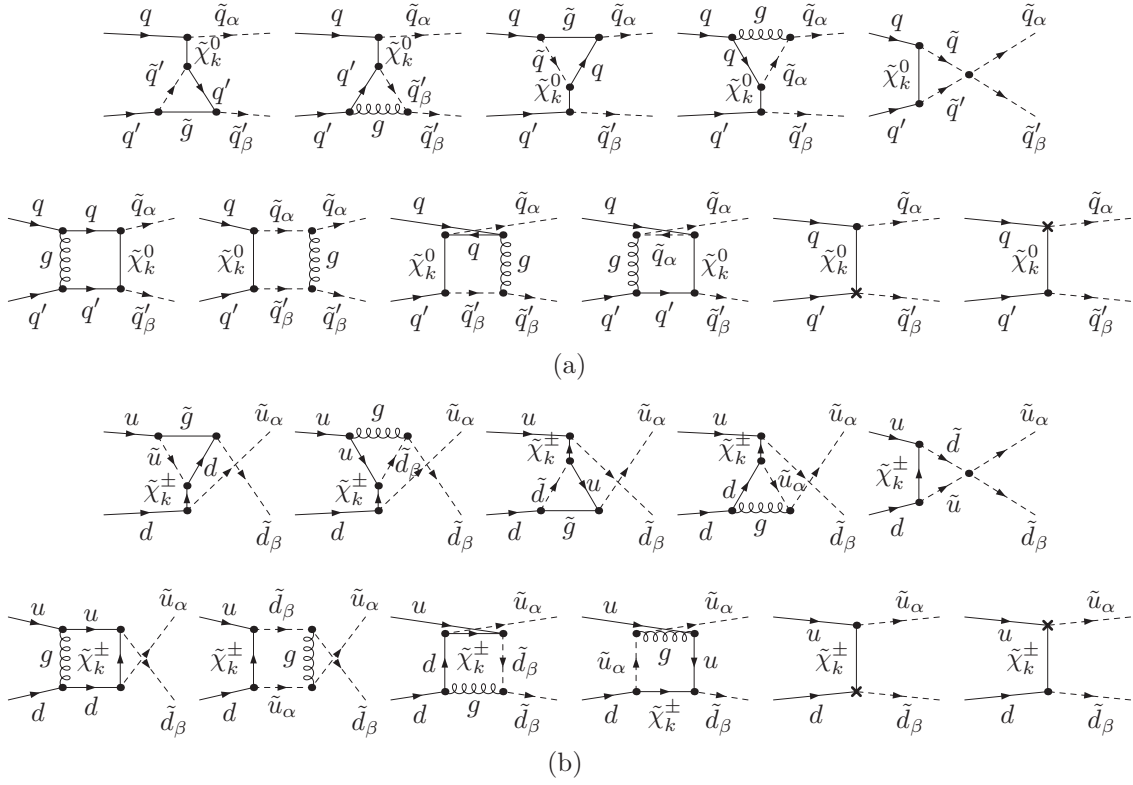 q χ̃⁰ₖ q̃α q̃′ q′ q′ g̃ q̃′β
q χ̃⁰ₖ q̃α q̃′β q′ g q̃′β
q g̃ q̃α q̃ q χ̃⁰ₖ q′ q̃′β
q g q̃α q q̃α χ̃⁰ₖ q′ q̃′β
q q̃ q̃α χ̃⁰ₖ q′ q̃′ q̃′β
q q q̃α g χ̃⁰ₖ q′ q′ q̃′β
q q̃α q̃α χ̃⁰ₖ g q′ q̃′β q̃′β
q q̃α χ̃⁰ₖ q g q′ q̃′β q̃′β
q q̃α g q̃α χ̃⁰ₖ q′ q′ q̃′β
q q̃α χ̃⁰ₖ q′ q̃′β
q q̃α χ̃⁰ₖ q′ q̃′β
(a)
u g̃ ũα ũ d χ̃±ₖ d d̃β
u g ũα u d̃β χ̃±ₖ d d̃β
u ũα χ̃±ₖ d̃ u d g̃ d̃β
u ũα χ̃±ₖ d ũα d g d̃β
u d̃ ũα χ̃±ₖ d ũ d̃β
u u ũα g χ̃±ₖ d d d̃β
u d̃β ũα χ̃±ₖ g d ũα d̃β
u ũα d χ̃±ₖ d̃β d g d̃β
u ũα ũα g u d χ̃±ₖ d̃β
u ũα χ̃±ₖ d d̃β
u ũα χ̃±ₖ d d̃β
(b)